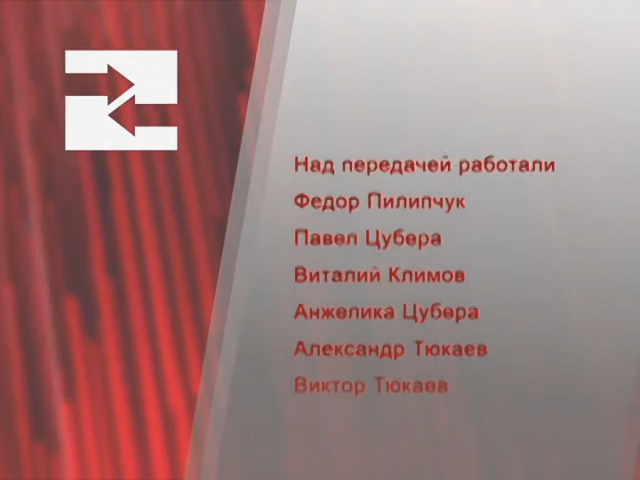 Над передачей работали
Федор Пилипчук
Павел Цубера
Виталий Климов
Анжелика Цубера
Александр Тюкаев
Виктор Тюкаев